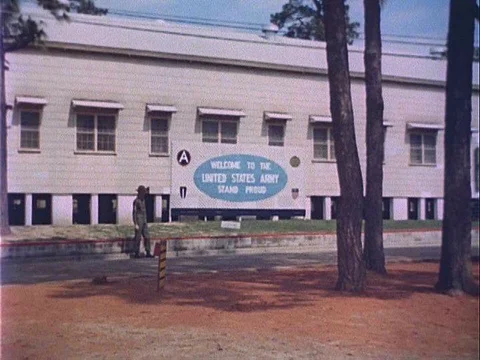 A
WELCOME TO THE
UNITED STATES ARMY
STAND PROUD